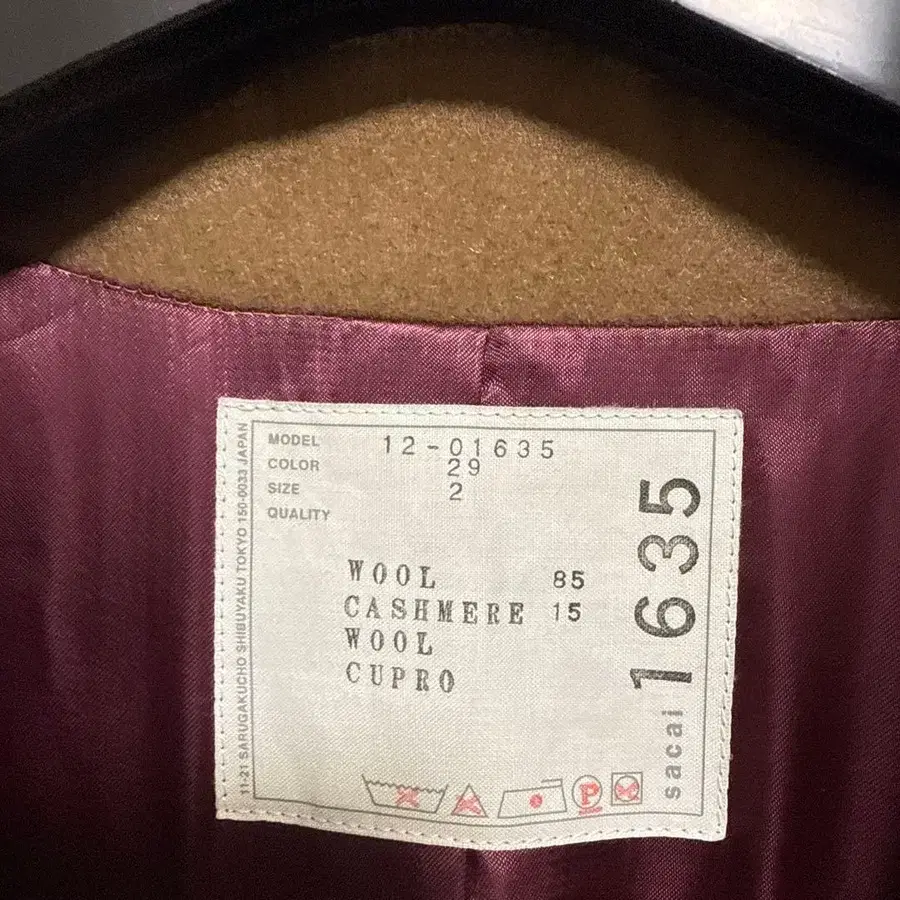 MODEL 12-01635
COLOR 29
SIZE 2
QUALITY
WOOL 85
CASHMERE 15
WOOL
CUPRO
P
sacai 1635
11-21 SARUGAKUCHO SHIBUYAKU TOKYO 150-0033 JAPAN